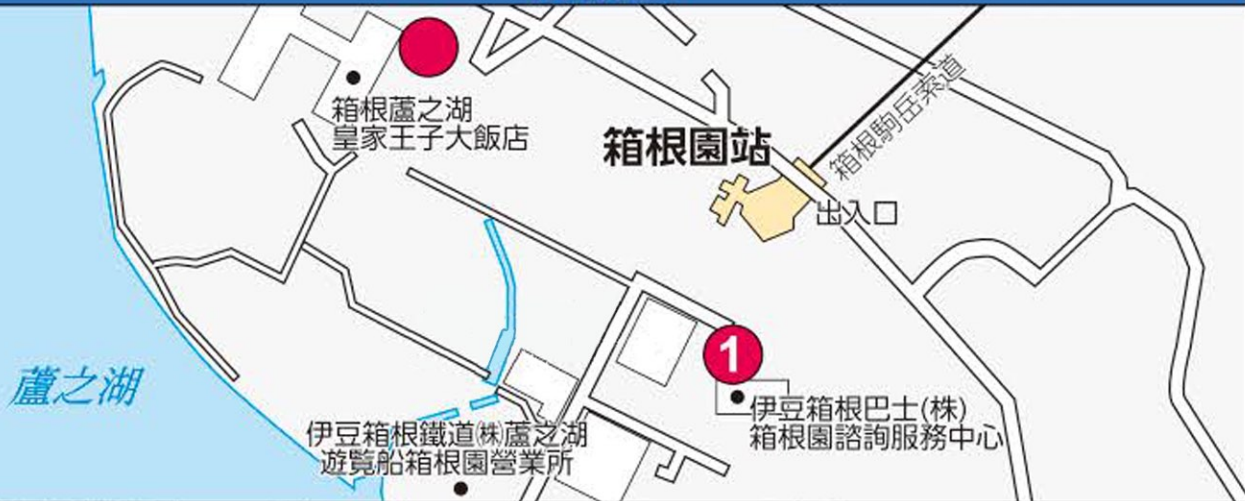 箱根蘆之湖
皇家王子大飯店
箱根園站
箱根駒岳索道
出入口
1
蘆之湖
伊豆箱根巴士(株)
箱根園諮詢服務中心
伊豆箱根鐵道㈱蘆之湖
遊覧船箱根園營業所